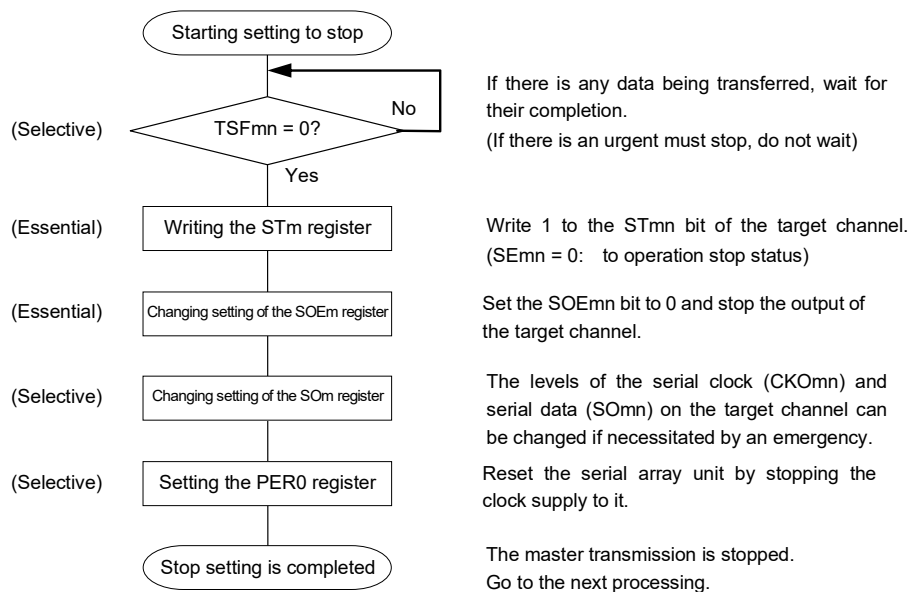 Starting setting to stop
No
If there is any data being transferred, wait for
their completion.
(If there is an urgent must stop, do not wait)
(Selective)
TSFmn = 0?
Yes
(Essential)
Writing the STm register
Write 1 to the STmn bit of the target channel.
(SEmn = 0: to operation stop status)
(Essential)
Changing setting of the SOEm register
Set the SOEmn bit to 0 and stop the output of
the target channel.
(Selective)
Changing setting of the SOm register
The levels of the serial clock (CKOmn) and
serial data (SOmn) on the target channel can
be changed if necessitated by an emergency.
(Selective)
Setting the PER0 register
Reset the serial array unit by stopping the
clock supply to it.
Stop setting is completed
The master transmission is stopped.
Go to the next processing.